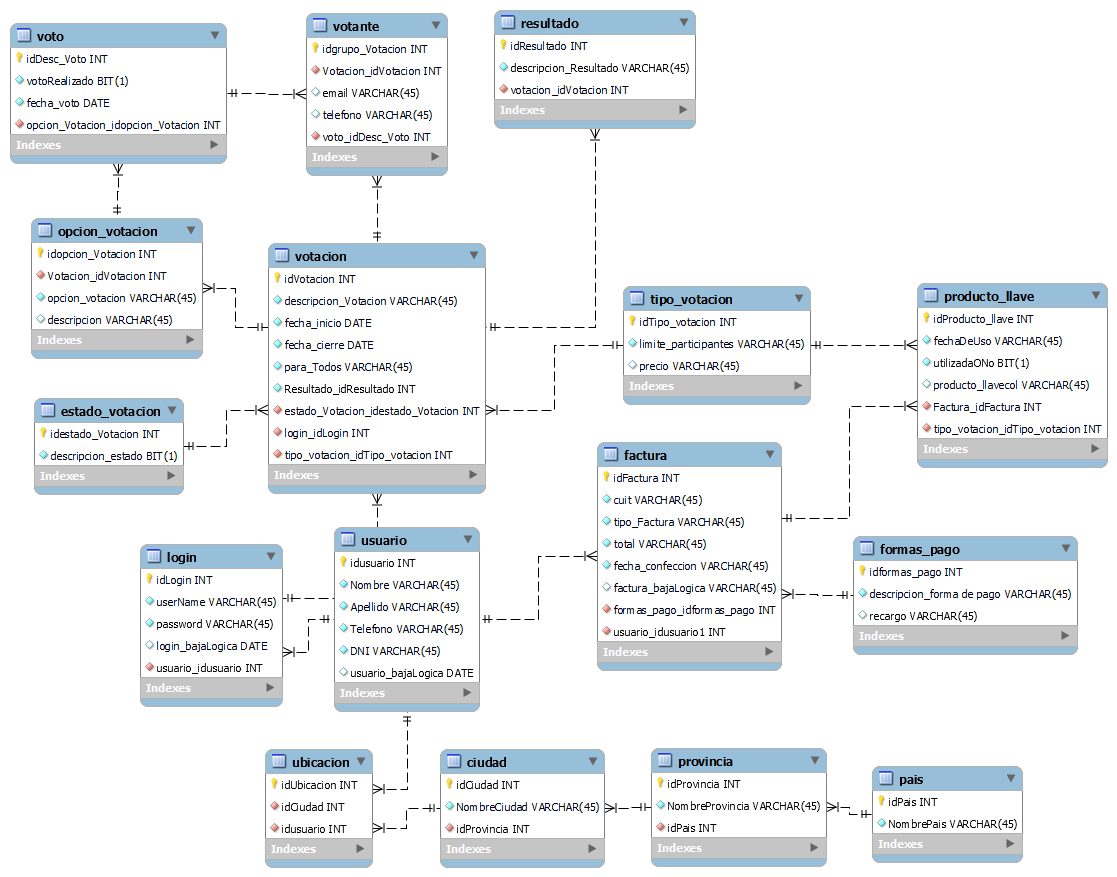 voto
idDesc_Voto INT
votoRealizado BIT(1)
fecha_voto DATE
opcion_Votacion_idopcion_Votacion INT
Indexes
votante
idgrupo_Votacion INT
Votacion_idVotacion INT
email VARCHAR(45)
telefono VARCHAR(45)
voto_idDesc_Voto INT
Indexes
resultado
idResultado INT
descripcion_Resultado VARCHAR(45)
votacion_idVotacion INT
Indexes
opcion_votacion
idopcion_Votacion INT
Votacion_idVotacion INT
opcion_votacion VARCHAR(45)
descripcion VARCHAR(45)
Indexes
votacion
idVotacion INT
descripcion_Votacion VARCHAR(45)
fecha_inicio DATE
fecha_cierre DATE
para_Todos VARCHAR(45)
Resultado_idResultado INT
estado_Votacion_idestado_Votacion INT
login_idLogin INT
tipo_votacion_idTipo_votacion INT
Indexes
tipo_votacion
idTipo_votacion INT
limite_participantes VARCHAR(45)
precio VARCHAR(45)
Indexes
producto_llave
idProducto_llave INT
fechaDeUso VARCHAR(45)
utilizadaONo BIT(1)
producto_llavecol VARCHAR(45)
Factura_idFactura INT
tipo_votacion_idTipo_votacion INT
Indexes
estado_votacion
idestado_Votacion INT
descripcion_estado BIT(1)
Indexes
factura
idFactura INT
cuit VARCHAR(45)
tipo_Factura VARCHAR(45)
total VARCHAR(45)
fecha_confeccion VARCHAR(45)
factura_bajaLogica VARCHAR(45)
formas_pago_idformas_pago INT
usuario_idusuario1 INT
Indexes
formas_pago
idformas_pago INT
descripcion_forma de pago VARCHAR(45)
recargo VARCHAR(45)
Indexes
login
idLogin INT
userName VARCHAR(45)
password VARCHAR(45)
login_bajaLogica DATE
usuario_idusuario INT
Indexes
usuario
idusuario INT
Nombre VARCHAR(45)
Apellido VARCHAR(45)
Telefono VARCHAR(45)
DNI VARCHAR(45)
usuario_bajaLogica DATE
Indexes
ubicacion
idUbicacion INT
idCiudad INT
idusuario INT
Indexes
ciudad
idCiudad INT
NombreCiudad VARCHAR(45)
idProvincia INT
Indexes
provincia
idProvincia INT
NombreProvincia VARCHAR(45)
idPais INT
Indexes
pais
idPais INT
NombrePais VARCHAR(45)
Indexes